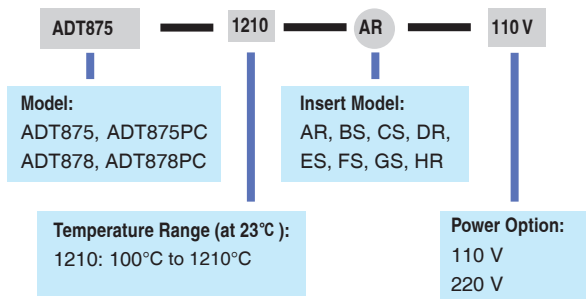 ADT875 1210 AR 110 V
Model:
ADT875, ADT875PC
ADT878, ADT878PC
Insert Model:
AR, BS, CS, DR,
ES, FS, GS, HR
Temperature Range (at 23℃ ):
1210: 100°C to 1210°C
Power Option:
110 V
220 V